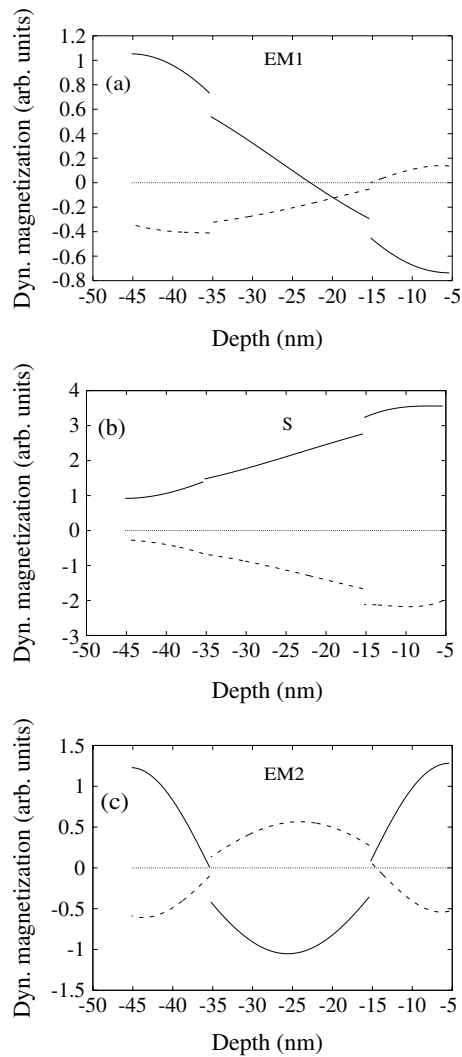 1.2
1
0.8
0.6
0.4
0.2
0
-0.2
-0.4
-0.6
-0.8
EM1
(a)
Dyn. magnetization (arb. units)
-50 -45 -40 -35 -30 -25 -20 -15 -10 -5
Depth (nm)
4
3
2
1
0
-1
-2
-3
S
(b)
Dyn. magnetization (arb. units)
-50 -45 -40 -35 -30 -25 -20 -15 -10 -5
Depth (nm)
1.5
1
0.5
0
-0.5
-1
-1.5
EM2
(c)
Dyn. magnetization (arb. units)
-50 -45 -40 -35 -30 -25 -20 -15 -10 -5
Depth (nm)